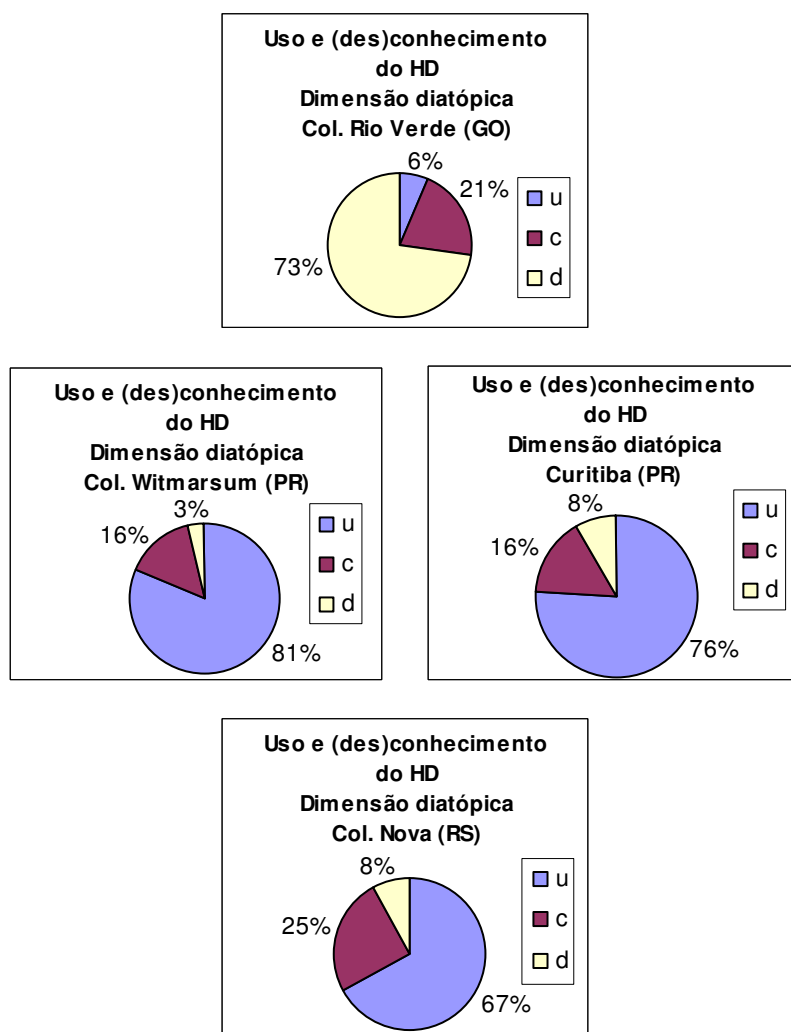 Uso e (des)conhecimento
do HD
Dimensão diatópica
Col. Rio Verde (GO)
6%
21%
73%
u
c
d
Uso e (des)conhecimento
do HD
Dimensão diatópica
Col. Witmarsum (PR)
3%
16%
81%
u
c
d
Uso e (des)conhecimento
do HD
Dimensão diatópica
Curitiba (PR)
8%
16%
76%
u
c
d
Uso e (des)conhecimento
do HD
Dimensão diatópica
Col. Nova (RS)
8%
25%
67%
u
c
d